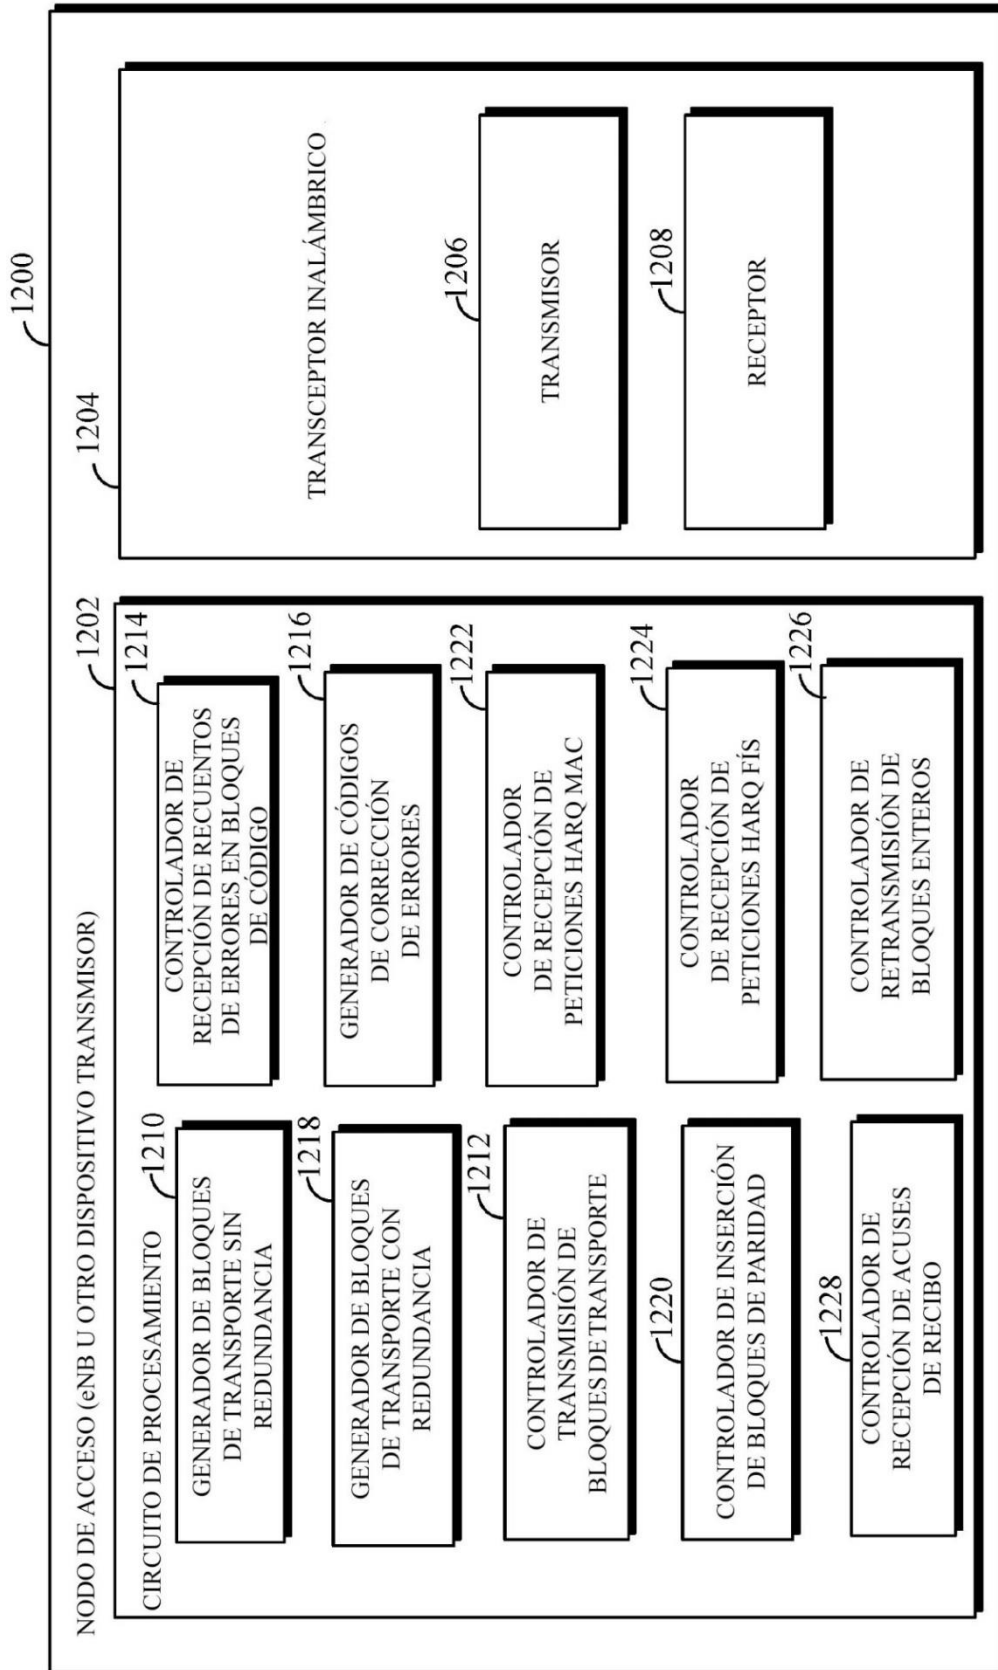 1200
NODO DE ACCESO (eNB U OTRO DISPOSITIVO TRANSMISOR)
1202
CIRCUITO DE PROCESAMIENTO
1210
GENERADOR DE BLOQUES
DE TRANSPORTE SIN
REDUNDANCIA
1218
GENERADOR DE BLOQUES
DE TRANSPORTE CON
REDUNDANCIA
1212
CONTROLADOR DE
TRANSMISIÓN DE
BLOQUES DE TRANSPORTE
1220
CONTROLADOR DE INSERCIÓN
DE BLOQUES DE PARIDAD
1228
CONTROLADOR DE
RECEPCIÓN DE ACUSES
DE RECIBO
1214
CONTROLADOR DE
RECEPCIÓN DE RECUENTOS
DE ERRORES EN BLOQUES
DE CÓDIGO
1216
GENERADOR DE CÓDIGOS
DE CORRECCIÓN
DE ERRORES
1222
CONTROLADOR
DE RECEPCIÓN DE
PETICIONES HARQ MAC
1224
CONTROLADOR
DE RECEPCIÓN DE
PETICIONES HARQ FÍS
1226
CONTROLADOR DE
RETRANSMISIÓN DE
BLOQUES ENTEROS
1204
TRANSCEPTOR INALÁMBRICO
1206
TRANSMISOR
1208
RECEPTOR